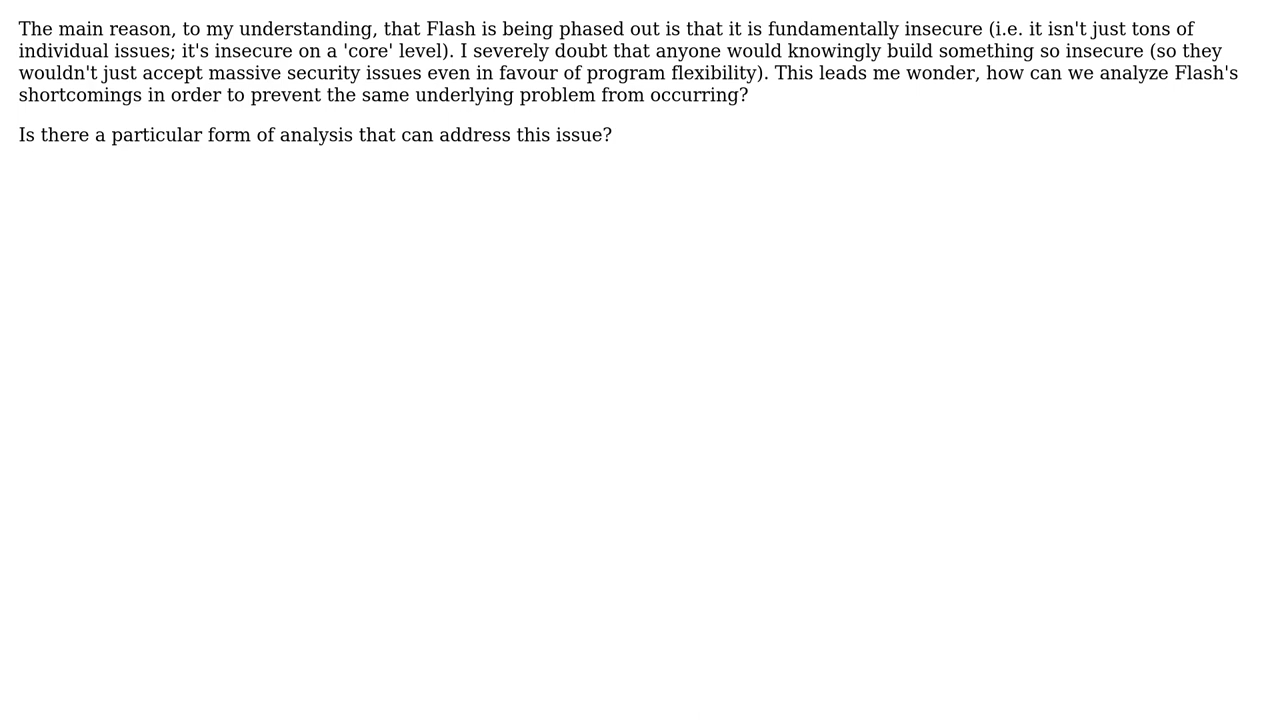 The main reason, to my understanding, that Flash is being phased out is that it is fundamentally insecure (i.e. it isn't just tons of
individual issues; it's insecure on a 'core' level). I severely doubt that anyone would knowingly build something so insecure (so they
wouldn't just accept massive security issues even in favour of program flexibility). This leads me wonder, how can we analyze Flash's
shortcomings in order to prevent the same underlying problem from occurring?
Is there a particular form of analysis that can address this issue?